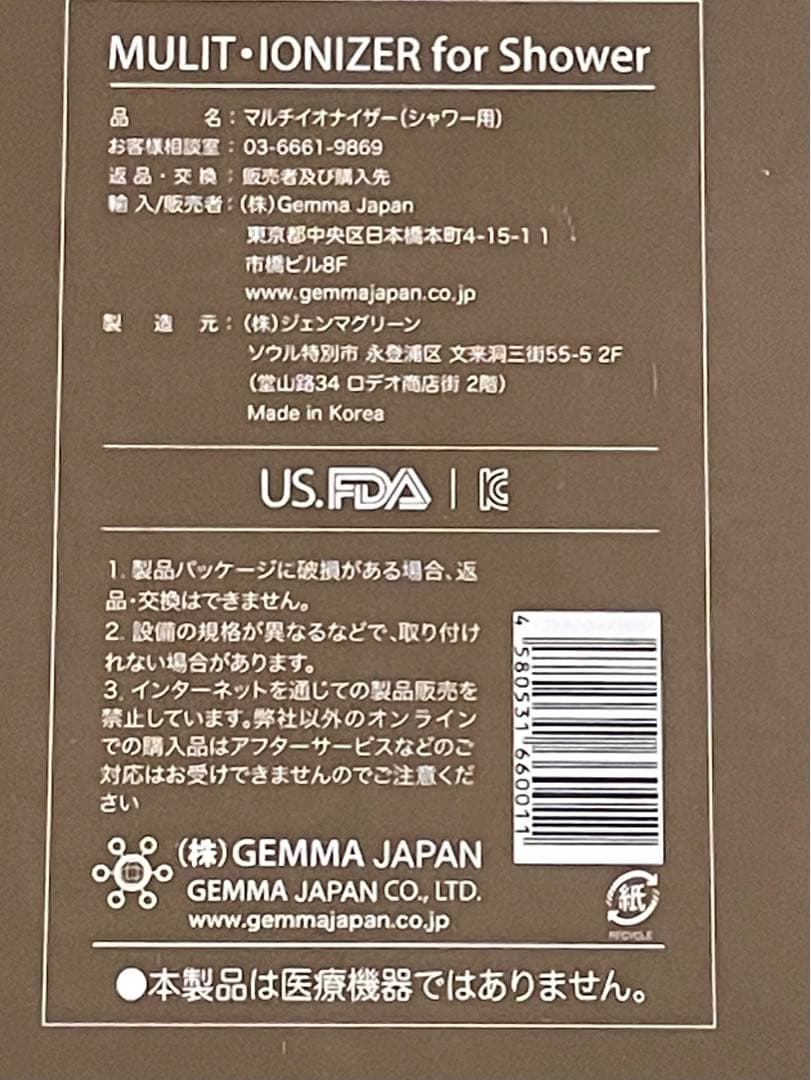 MULIT・IONIZER for Shower
品 名：マルチイオナイザー（シャワー用）
お客様相談室：03-6661-9869
返品・交換：販売者及び購入先
輸入/販売者：（株）Gemma Japan
東京都中央区日本橋本町4-15-1 1
市橋ビル8F
www.gemmajapan.co.jp
製 造 元：（株）ジェンマグリーン
ソウル特別市 永登浦区 文来洞三街55-5 2F
（堂山路34 ロデオ商店街 2階）
Made in Korea
US.FDA | KC
1. 製品パッケージに破損がある場合、返
品・交換はできません。
2. 設備の規格が異なるなどで、取り付け
れない場合があります。
3. インターネットを通じての製品販売を
禁止しています。弊社以外のオンライン
での購入品はアフターサービスなどのご
対応はお受けできませんのでご注意くだ
さい
4 580531 660011
（株）GEMMA JAPAN
GEMMA JAPAN CO., LTD.
www.gemmajapan.co.jp
紙
RECYCLE
●本製品は医療機器ではありません。